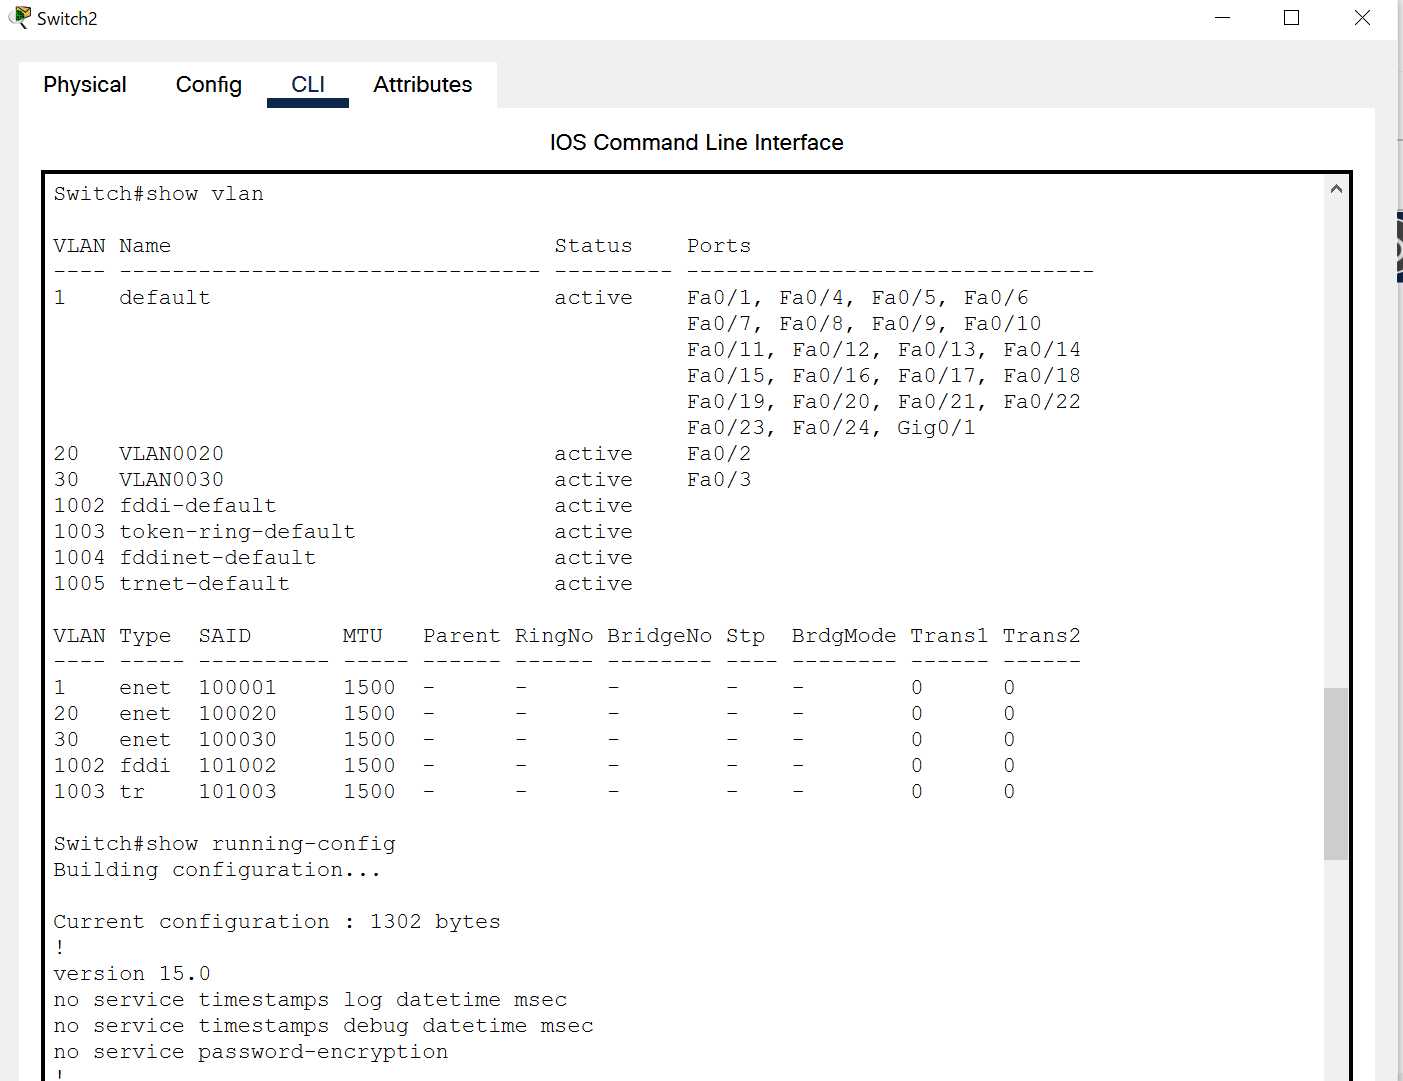 Switch2
Physical Config CLI Attributes
IOS Command Line Interface
Switch#show vlan
VLAN Name                             Status    Ports
---- -------------------------------- --------- -------------------------------
1    default                          active    Fa0/1, Fa0/4, Fa0/5, Fa0/6
                                                Fa0/7, Fa0/8, Fa0/9, Fa0/10
                                                Fa0/11, Fa0/12, Fa0/13, Fa0/14
                                                Fa0/15, Fa0/16, Fa0/17, Fa0/18
                                                Fa0/19, Fa0/20, Fa0/21, Fa0/22
                                                Fa0/23, Fa0/24, Gig0/1
20   VLAN0020                         active    Fa0/2
30   VLAN0030                         active    Fa0/3
1002 fddi-default                     active
1003 token-ring-default               active
1004 fddinet-default                  active
1005 trnet-default                    active
VLAN Type  SAID       MTU   Parent RingNo BridgeNo Stp  BrdgMode Trans1 Trans2
---- ----- ---------- ----- ------ ------ -------- ---- -------- ------ ------
1    enet  100001     1500  -      -      -        -    -        0      0
20   enet  100020     1500  -      -      -        -    -        0      0
30   enet  100030     1500  -      -      -        -    -        0      0
1002 fddi  101002     1500  -      -      -        -    -        0      0
1003 tr    101003     1500  -      -      -        -    -        0      0
Switch#show running-config
Building configuration...
Current configuration : 1302 bytes
!
version 15.0
no service timestamps log datetime msec
no service timestamps debug datetime msec
no service password-encryption
!